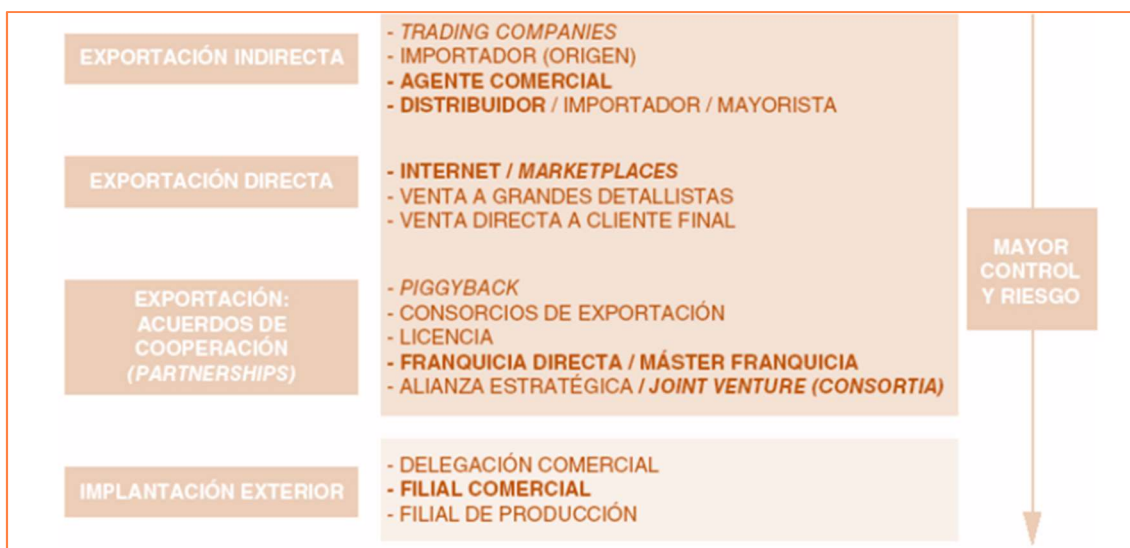 EXPORTACIÓN INDIRECTA
- TRADING COMPANIES
- IMPORTADOR (ORIGEN)
- AGENTE COMERCIAL
- DISTRIBUIDOR / IMPORTADOR / MAYORISTA
EXPORTACIÓN DIRECTA
- INTERNET / MARKETPLACES
- VENTA A GRANDES DETALLISTAS
- VENTA DIRECTA A CLIENTE FINAL
EXPORTACIÓN:
ACUERDOS DE
COOPERACIÓN
(PARTNERSHIPS)
- PIGGYBACK
- CONSORCIOS DE EXPORTACIÓN
- LICENCIA
- FRANQUICIA DIRECTA / MÁSTER FRANQUICIA
- ALIANZA ESTRATÉGICA / JOINT VENTURE (CONSORTIA)
IMPLANTACIÓN EXTERIOR
- DELEGACIÓN COMERCIAL
- FILIAL COMERCIAL
- FILIAL DE PRODUCCIÓN
MAYOR
CONTROL
Y RIESGO